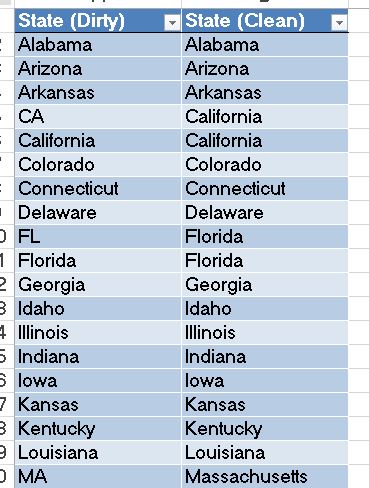 State (Dirty) State (Clean)
Alabama Alabama
Arizona Arizona
Arkansas Arkansas
CA California
California California
Colorado Colorado
Connecticut Connecticut
Delaware Delaware
FL Florida
Florida Florida
Georgia Georgia
Idaho Idaho
Illinois Illinois
Indiana Indiana
Iowa Iowa
Kansas Kansas
Kentucky Kentucky
Louisiana Louisiana
MA Massachusetts